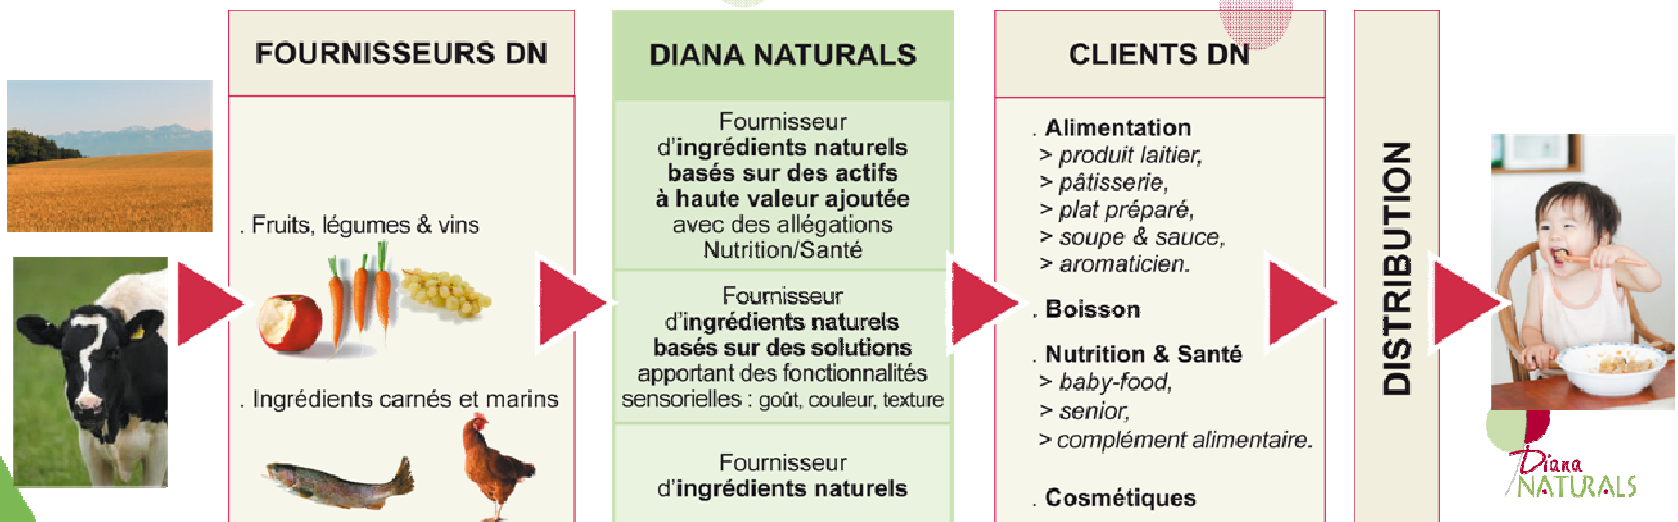 FOURNISSEURS DN
. Fruits, légumes & vins
. Ingrédients carnés et marins
DIANA NATURALS
Fournisseur
d'ingrédients naturels
basés sur des actifs
à haute valeur ajoutée
avec des allégations
Nutrition/Santé
Fournisseur
d'ingrédients naturels
basés sur des solutions
apportant des fonctionnalités
sensorielles : goût, couleur, texture
Fournisseur
d'ingrédients naturels
CLIENTS DN
. Alimentation
> produit laitier,
> pâtisserie,
> plat préparé,
> soupe & sauce,
> aromaticien.
. Boisson
. Nutrition & Santé
> baby-food,
> senior,
> complément alimentaire.
. Cosmétiques
DISTRIBUTION
Diana
NATURALS